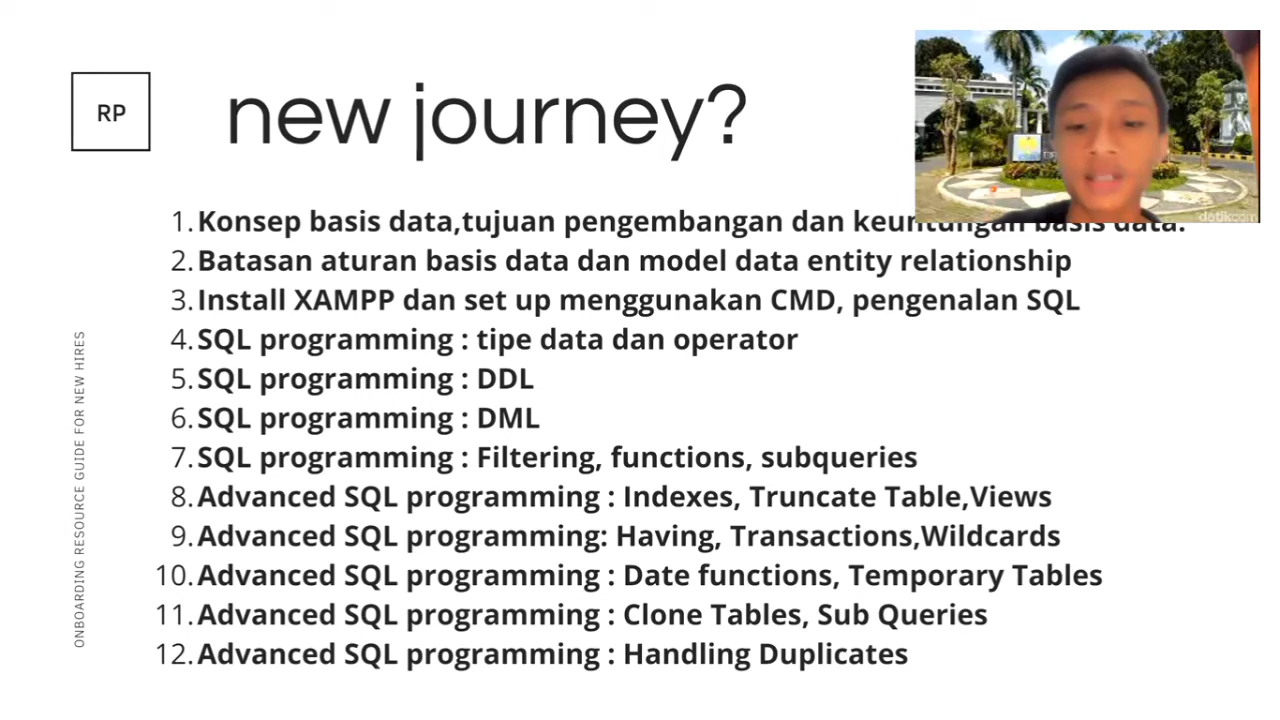 RP
new journey?
1. Konsep basis data,tujuan pengembangan dan keuntungan basis data.
2. Batasan aturan basis data dan model data entity relationship
3. Install XAMPP dan set up menggunakan CMD, pengenalan SQL
4. SQL programming : tipe data dan operator
5. SQL programming : DDL
6. SQL programming : DML
7. SQL programming : Filtering, functions, subqueries
8. Advanced SQL programming : Indexes, Truncate Table,Views
9. Advanced SQL programming: Having, Transactions,Wildcards
10. Advanced SQL programming : Date functions, Temporary Tables
11. Advanced SQL programming : Clone Tables, Sub Queries
12. Advanced SQL programming : Handling Duplicates
ONBOARDING RESOURCE GUIDE FOR NEW HIRES
detikcom